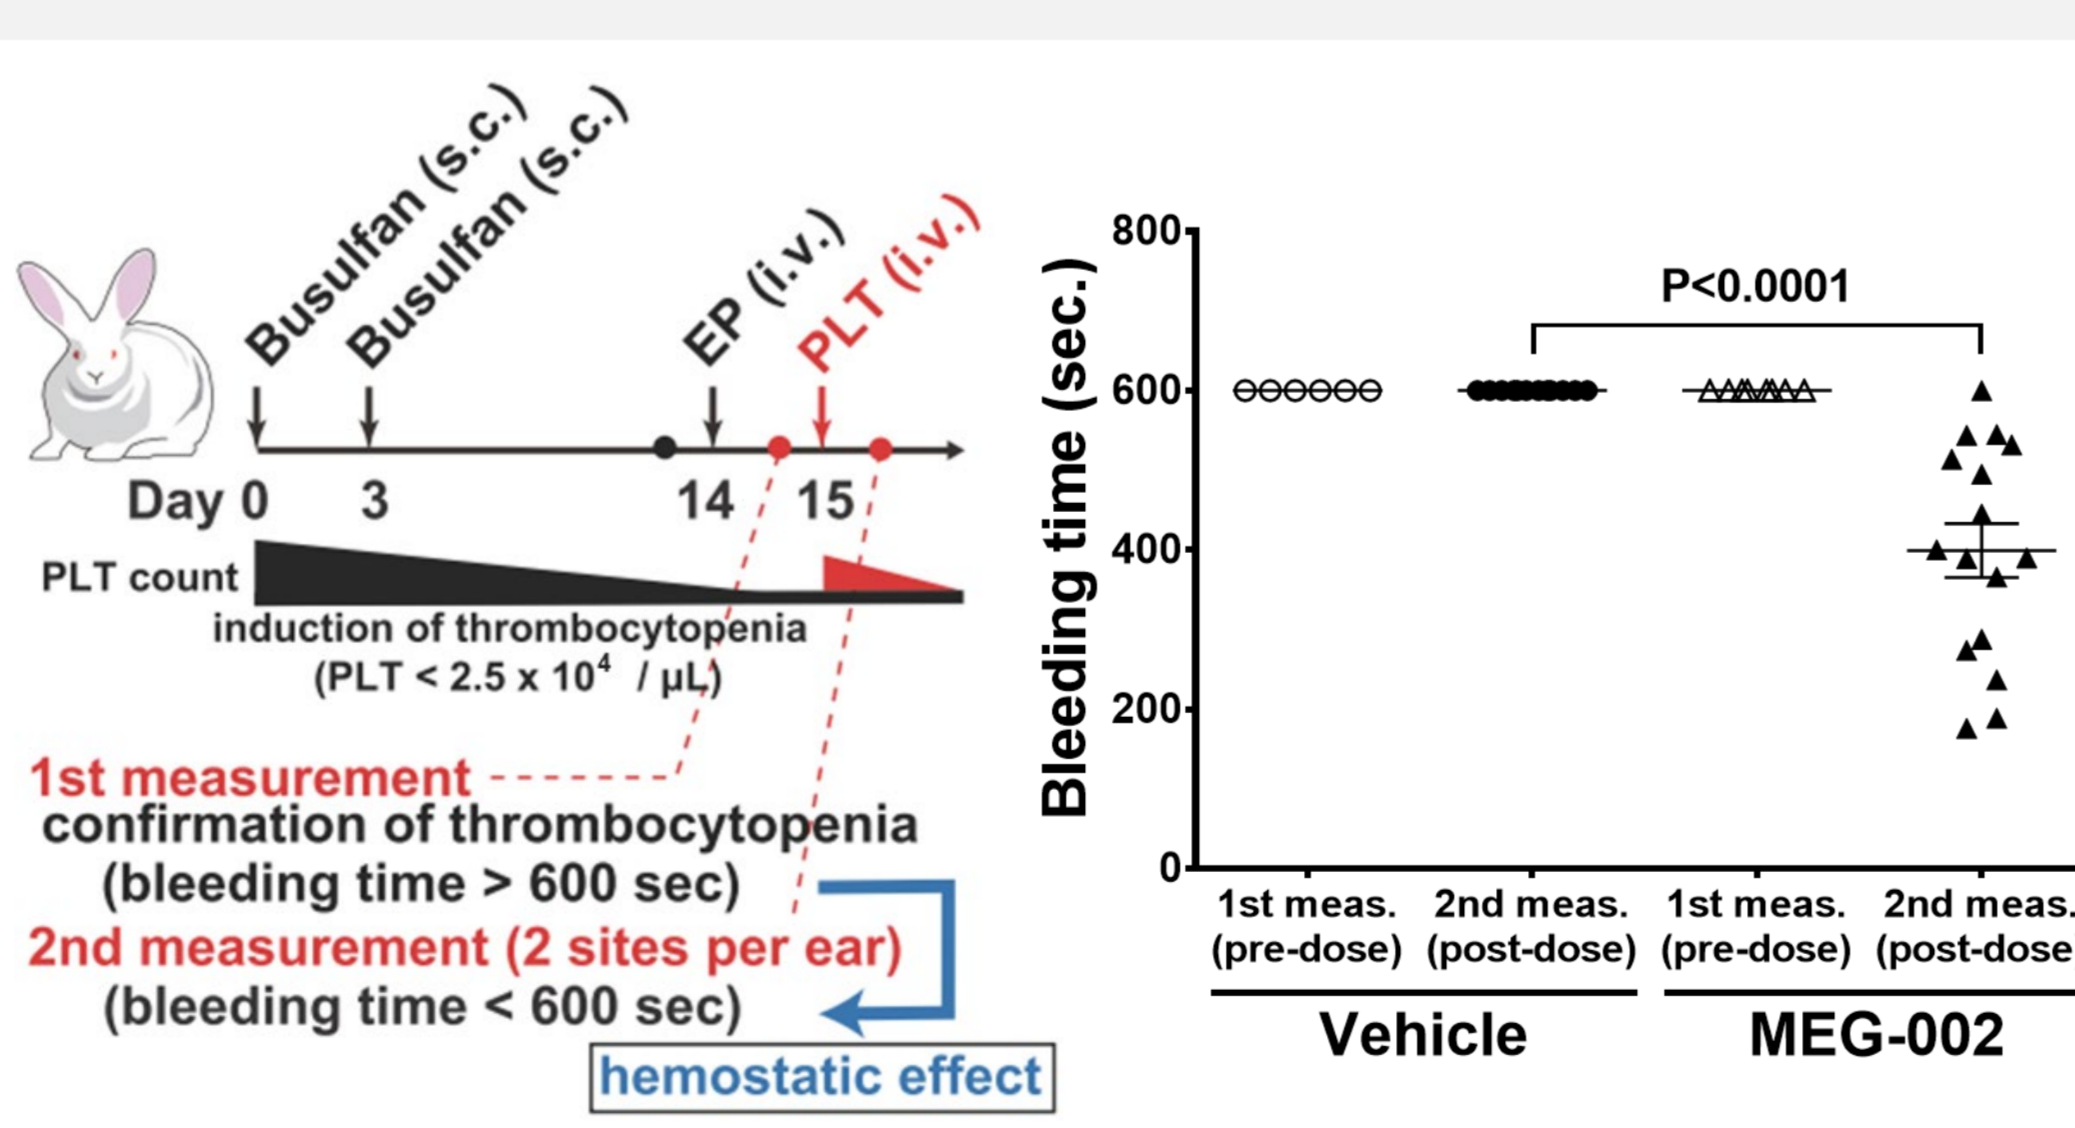 Busulfan (s.c.)
Busulfan (s.c.)
EP (i.v.)
PLT (i.v.)
Day 0 3 14 15
PLT count
induction of thrombocytopenia
(PLT < 2.5 x 10⁴ / μL)
1st measurement
confirmation of thrombocytopenia
(bleeding time > 600 sec)
2nd measurement (2 sites per ear)
(bleeding time < 600 sec)
hemostatic effect
Bleeding time (sec.)
800
600
400
200
0
P<0.0001
1st meas. 2nd meas. 1st meas. 2nd meas.
(pre-dose) (post-dose) (pre-dose) (post-dose
Vehicle MEG-002